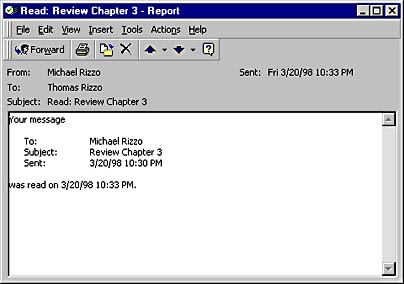 Read: Review Chapter 3 - Report
File Edit View Insert Tools Actions Help
Forward
From: Michael Rizzo Sent: Fri 3/20/98 10:33 PM
To: Thomas Rizzo
Subject: Read: Review Chapter 3
Your message
To: Michael Rizzo
Subject: Review Chapter 3
Sent: 3/20/98 10:30 PM
was read on 3/20/98 10:33 PM.